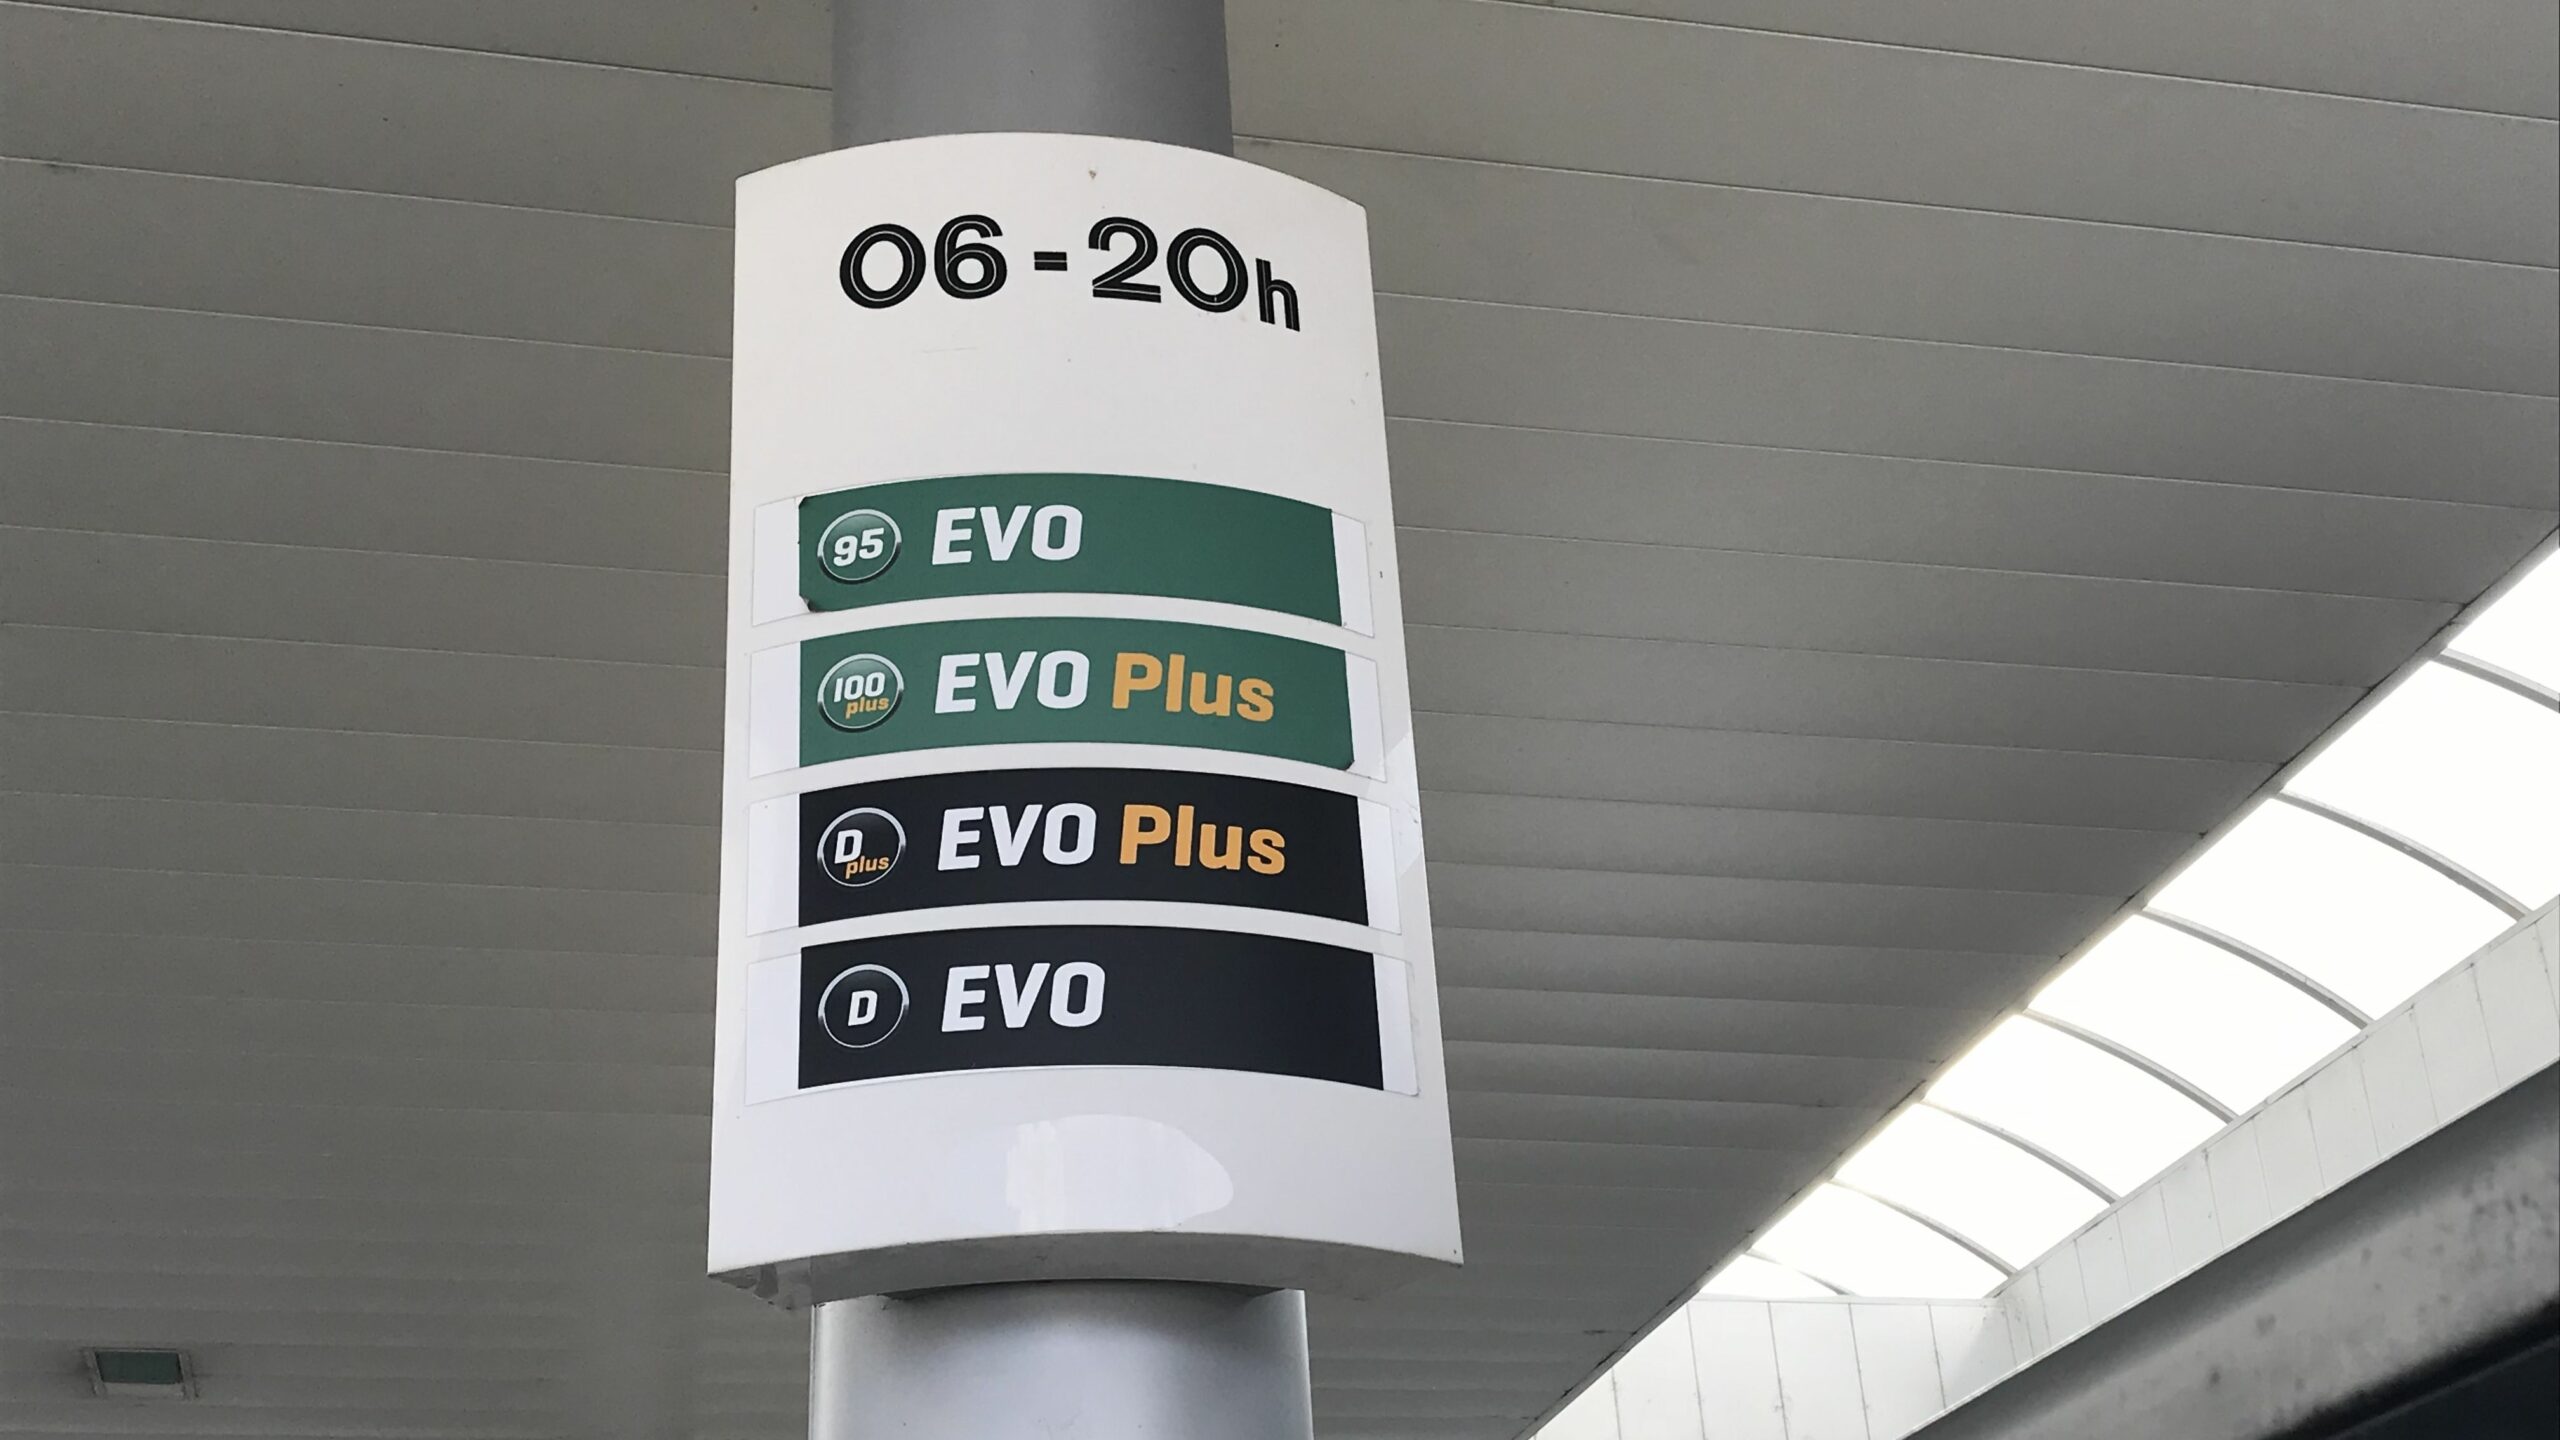 06 - 20h
95 EVO
100 plus EVO Plus
D plus EVO Plus
D EVO